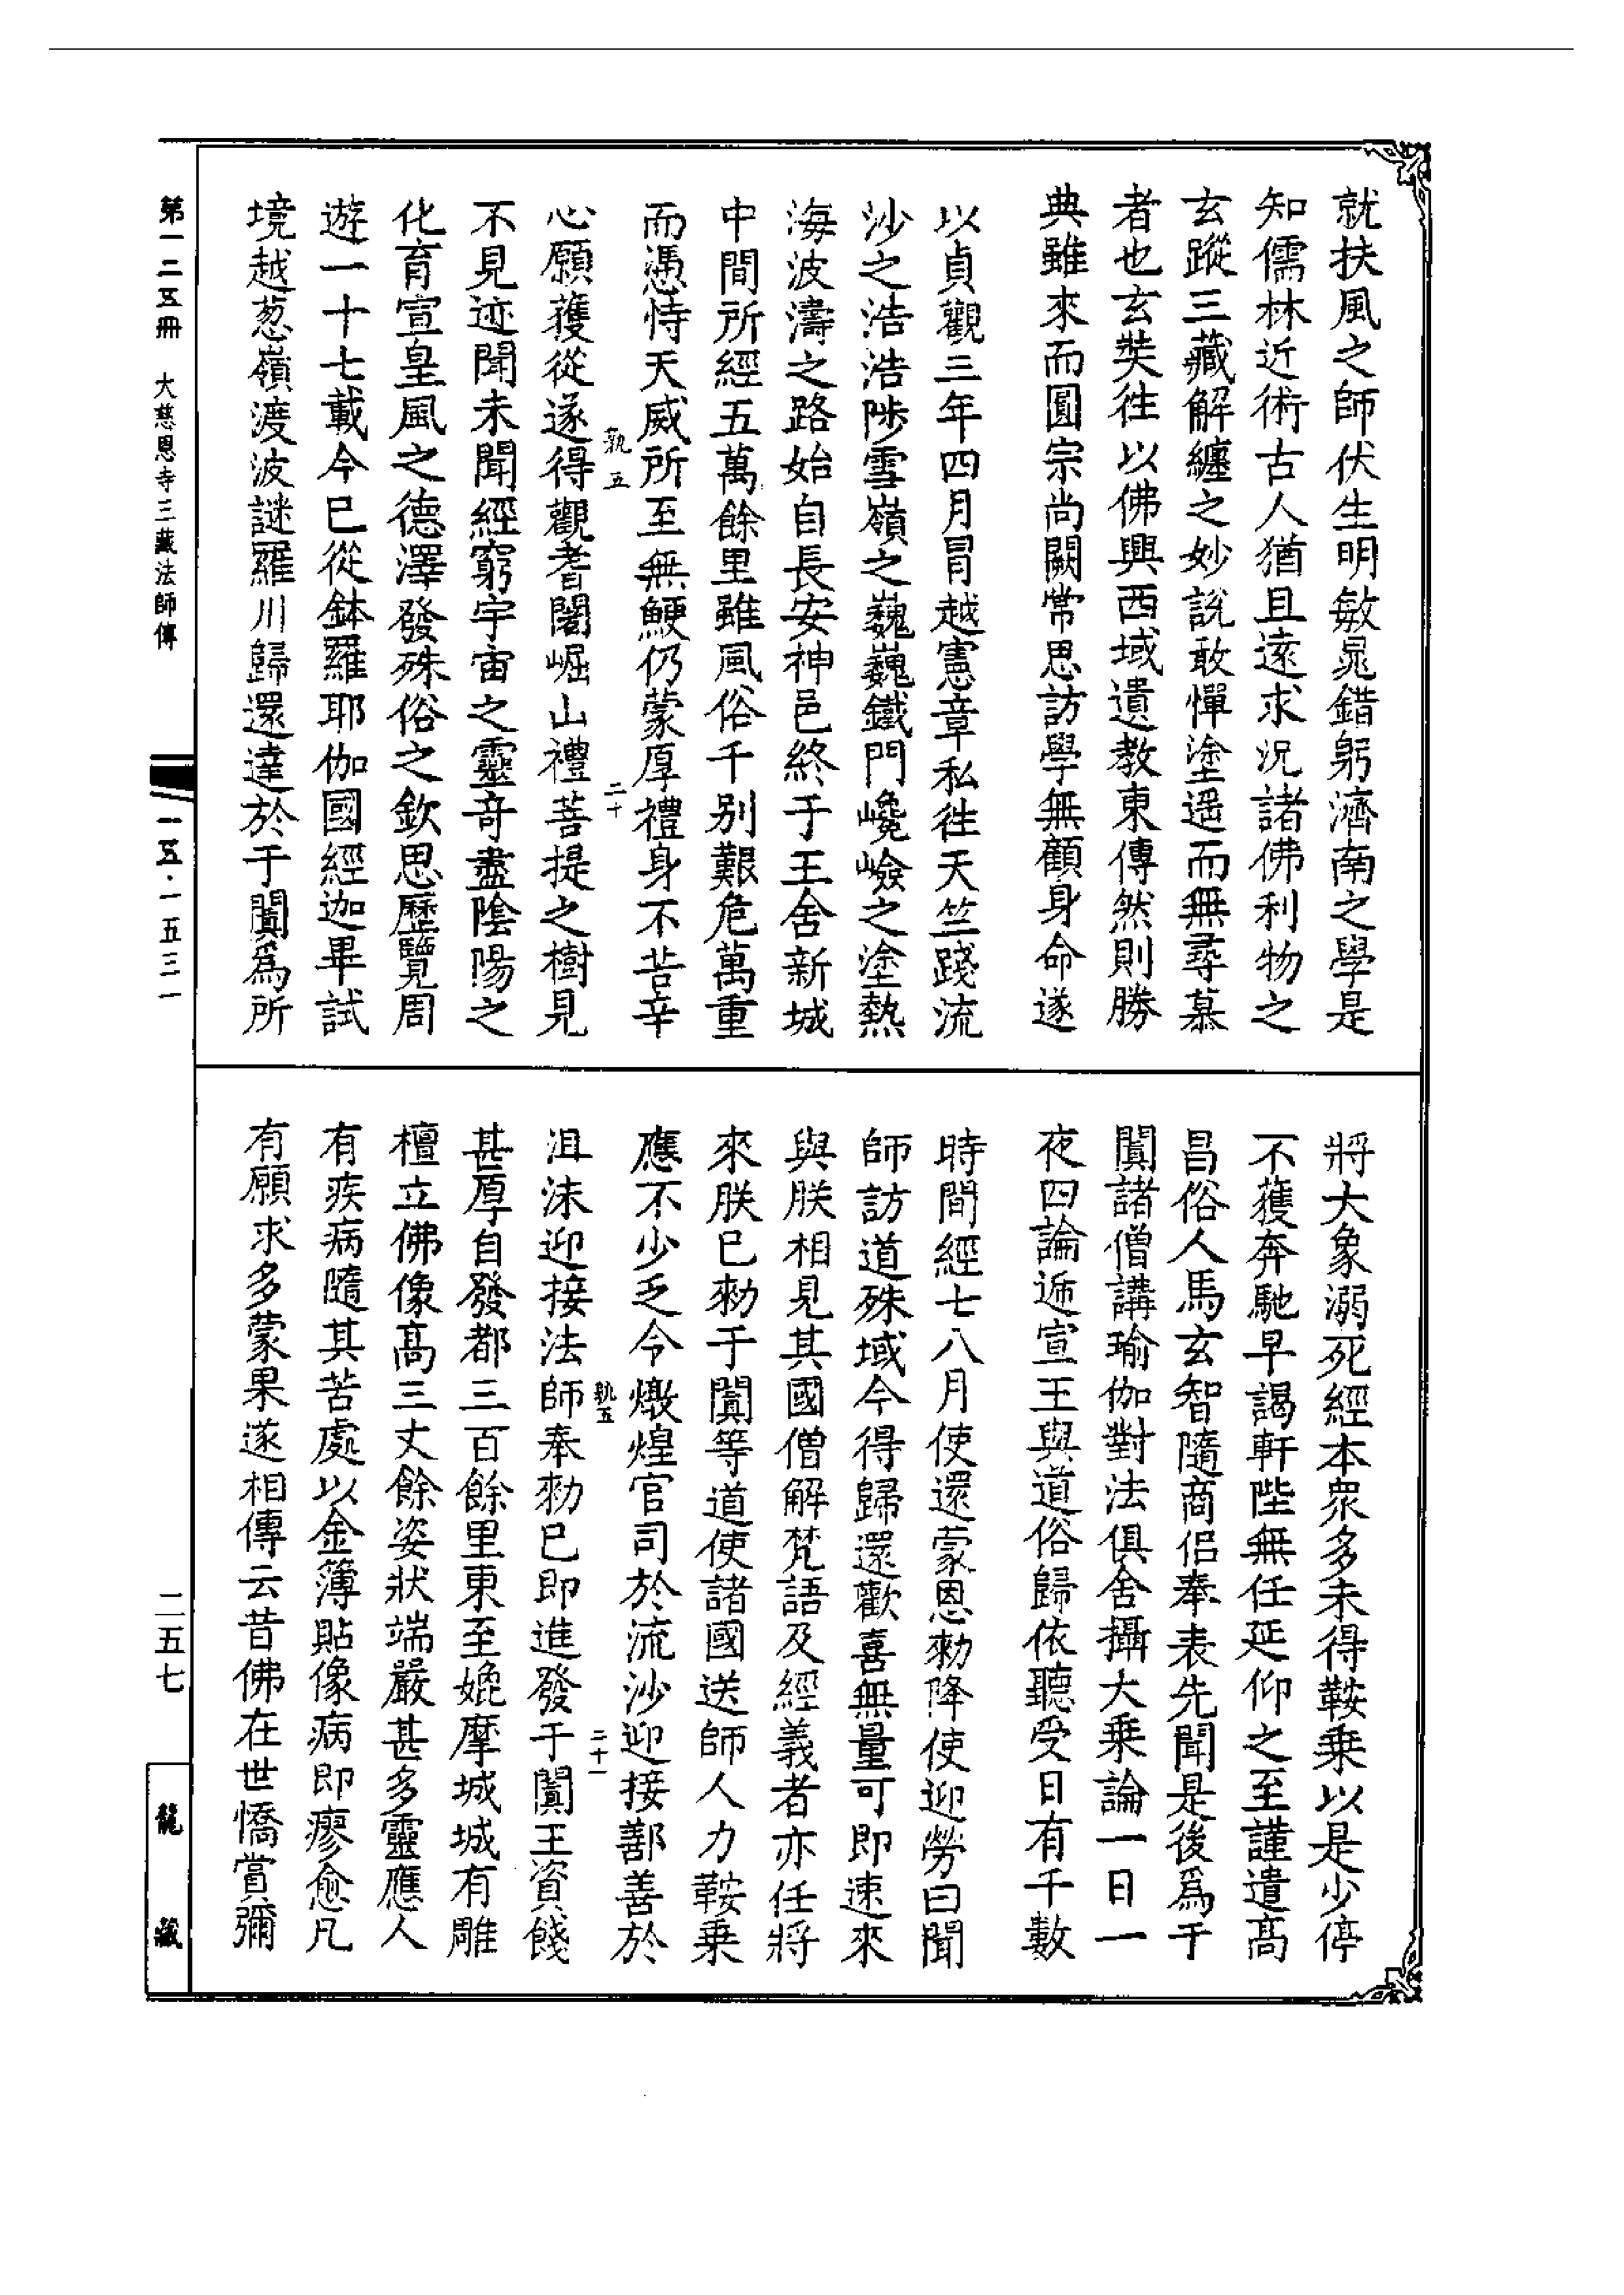 就扶風之師伏生明敏晁錯躬濟南之學是
知儒林近術古人猶且遠求況諸佛利物之
玄蹤三藏解纏之妙說敢憚塗遥而無尋慕
者也玄奘徃以佛興西域遺教東傳然則勝
典雖來而圓宗尚闕常思訪學無顧身命遂
以貞觀三年四月冒越憲章私徃天竺踐流
沙之浩浩陟雪嶺之巍巍鐵門巉嶮之塗熱
海波濤之路始自長安神邑終于王舍新城
中間所經五萬餘里雖風俗千別艱危萬重
而憑恃天威所至無鯁仍蒙厚禮身不苦辛
執五 二十
心願獲從遂得觀耆闍崛山禮菩提之樹見
不見迹聞未聞經窮宇宙之靈奇盡陰陽之
化育宣皇風之德澤發殊俗之欽思歷覽周
遊一十七載今已從鉢羅耶伽國經迦畢試
境越葱嶺渡波謎羅川歸還達於于闐爲所
將大象溺死經本衆多未得鞍乗以是少停
不獲奔馳早謁軒陛無任延仰之至謹遣高
昌俗人馬玄智隨商侣奉表先聞是後爲于
闐諸僧講瑜伽對法俱舍攝大乗論一日一
夜四論遞宣王與道俗歸依聽受日有千數
時間經七八月使還蒙恩勑降使迎勞曰聞
師訪道殊域今得歸還歡喜無量可即速來
與朕相見其國僧解梵語及經義者亦任將
來朕已勑于闐等道使諸國送師人力鞍乗
應不少乏今燉煌官司於流沙迎接鄯善於
執五 二十一
沮沫迎接法師奉勑已即進發于闐王資餞
甚厚自發都三百餘里東至媲摩城城有雕
檀立佛像高三丈餘姿狀端嚴甚多靈應人
有疾病隨其苦處以金簿貼像病即瘳愈凡
有願求多蒙果遂相傳云昔佛在世憍賞彌
第一二五冊 大慈恩寺三藏法師傳
一五·一五三一
二五七
龍藏